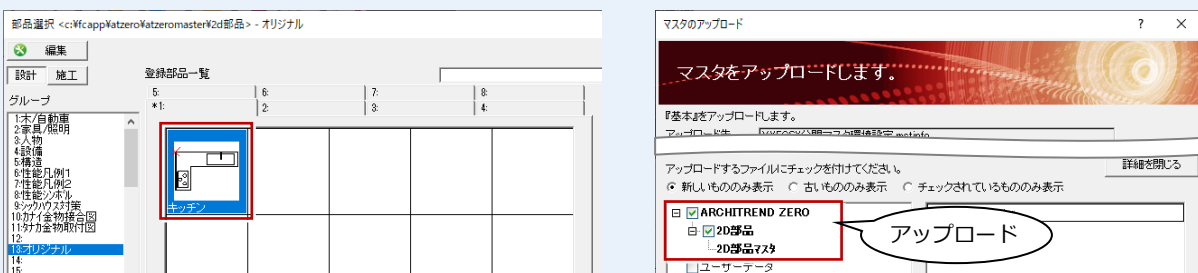 部品選択 <c:¥fcapp¥atzero¥atzeromaster¥2d部品> - オリジナル
編集
設計 施工
登録部品一覧
グループ
5: 6: 7: 8:
*1: 2: 3: 4:
1:木/自動車
2:家具/照明
3:人物
4:設備
5:構造
6:性能凡例1
7:性能凡例2
8:性能シンボル
9:シックハウス対策
10:カナイ金物接合図
11:タナカ金物取付図
12:
13:オリジナル
14:
15:
キッチン
マスタのアップロード ? ×
マスタをアップロードします。
『基本』をアップロードします。
アップロードするファイルにチェックを付けてください。
詳細を閉じる
新しいもののみ表示 古いもののみ表示 チェックされているもののみ表示
ARCHITREND ZERO
2D部品
2D部品マスタ
ユーザーデータ
アップロード